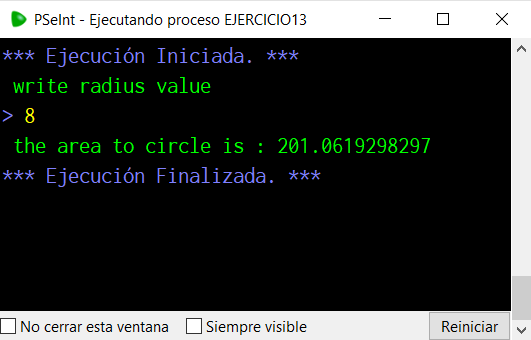 PSeInt - Ejecutando proceso EJERCICIO13
*** Ejecución Iniciada. ***
write radius value
> 8
the area to circle is : 201.0619298297
*** Ejecución Finalizada. ***
No cerrar esta ventana Siempre visible Reiniciar